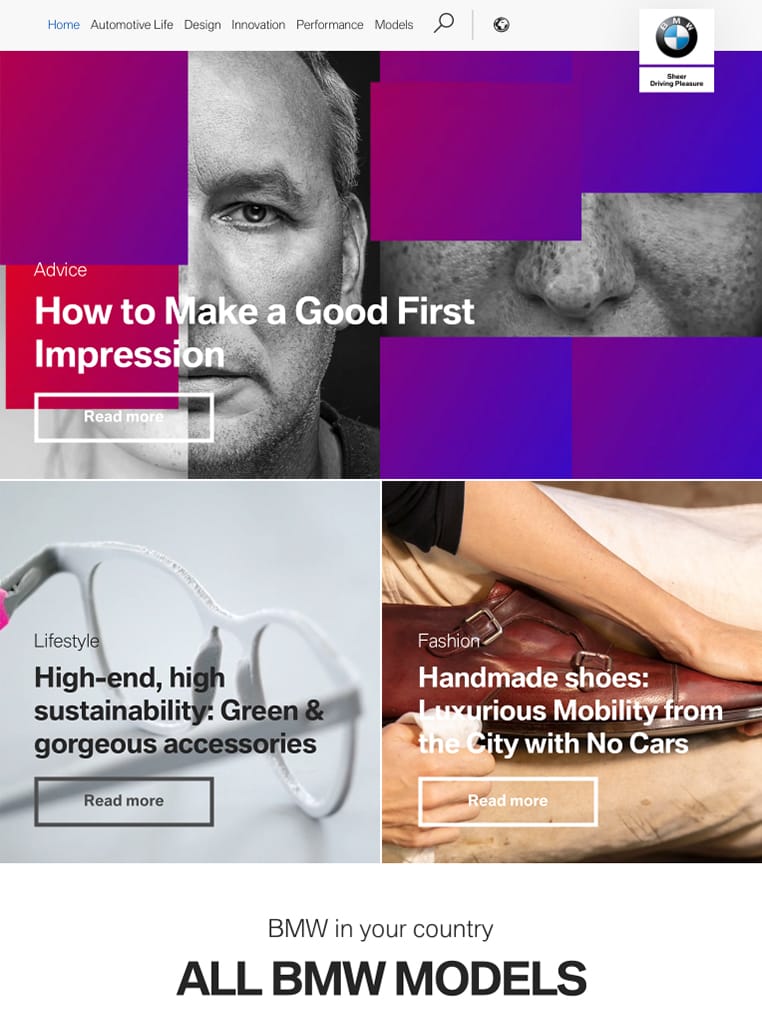 Home Automotive Life Design Innovation Performance Models
BMW
Sheer
Driving Pleasure
Advice
How to Make a Good First
Impression
Read more
Lifestyle
High-end, high
sustainability: Green &
gorgeous accessories
Read more
Fashion
Handmade shoes:
Luxurious Mobility from
the City with No Cars
Read more
BMW in your country
ALL BMW MODELS